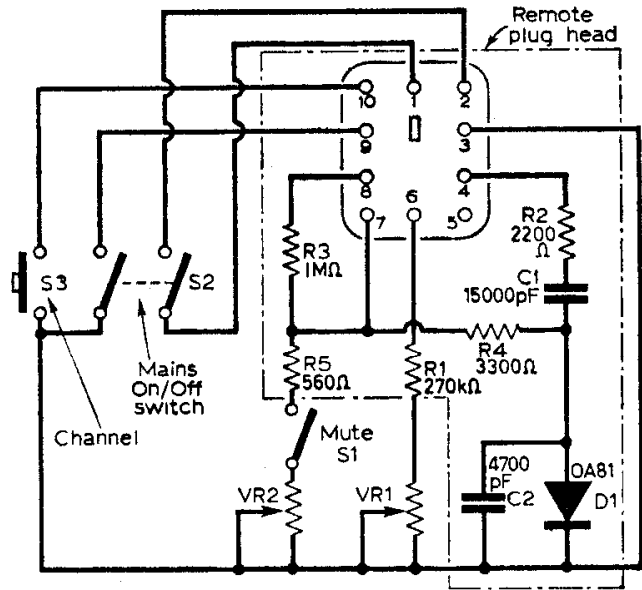 Remote
plug head
10
1
2
9
3
8
6
4
7
5
R2
2200
Ω
R3
1MΩ
C1
15000pF
S3
S2
Mains
On/Off
switch
R4
3300Ω
R5
560Ω
R1
270kΩ
Channel
Mute
S1
4700
pF
C2
OA81
D1
VR2
VR1